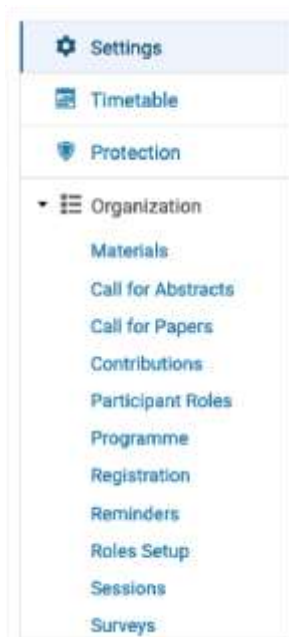 Settings
Timetable
Protection
Organization
Materials
Call for Abstracts
Call for Papers
Contributions
Participant Roles
Programme
Registration
Reminders
Roles Setup
Sessions
Surveys